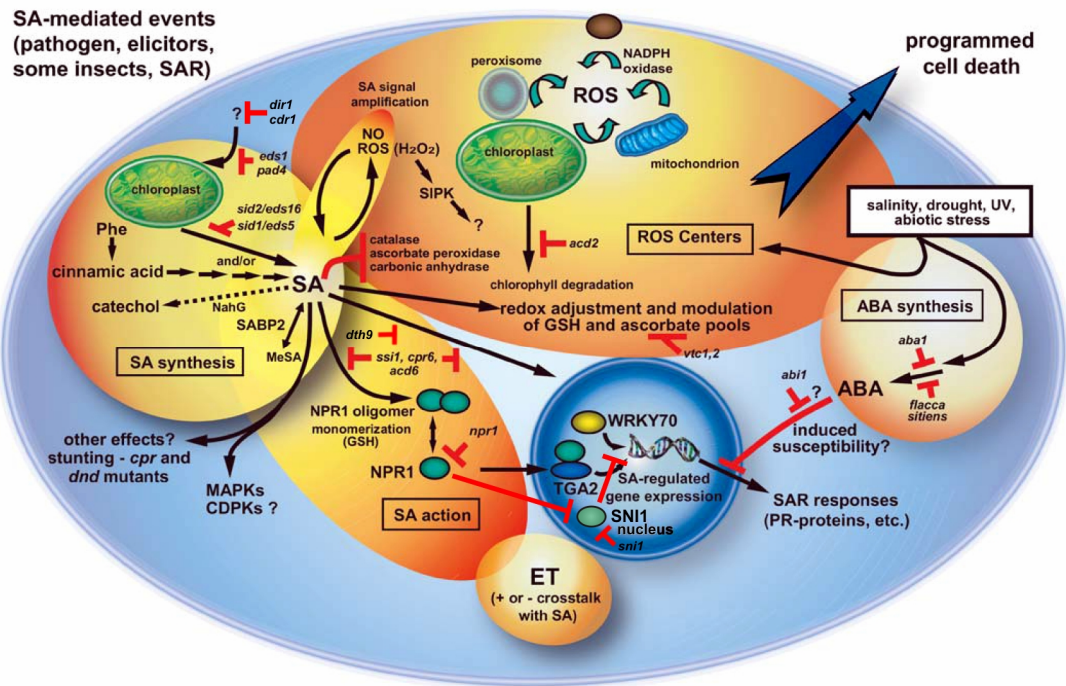 SA-mediated events
(pathogen, elicitors,
some insects, SAR)
programmed
cell death
peroxisome
NADPH
oxidase
ROS
chloroplast
mitochondrion
SA signal
amplification
NO
ROS (H₂O₂)
SIPK
?
?
dir1
cdr1
eds1
pad4
chloroplast
sid2/eds16
sid1/eds5
Phe
cinnamic acid
and/or
SA
catechol
NahG
SABP2
MeSA
SA synthesis
catalase
ascorbate peroxidase
carbonic anhydrase
acd2
chlorophyll degradation
ROS Centers
salinity, drought, UV,
abiotic stress
redox adjustment and modulation
of GSH and ascorbate pools
vtc1,2
ABA synthesis
aba1
ABA
flacca
sitiens
abi1
?
induced
susceptibility?
dth9
ssi1, cpr6,
acd6
NPR1 oligomer
monomerization
(GSH)
npr1
NPR1
SA action
other effects?
stunting - cpr and
dnd mutants
MAPKs
CDPKs ?
WRKY70
TGA2
SA-regulated
gene expression
SNI1
nucleus
sni1
SAR responses
(PR-proteins, etc.)
ET
(+ or - crosstalk
with SA)